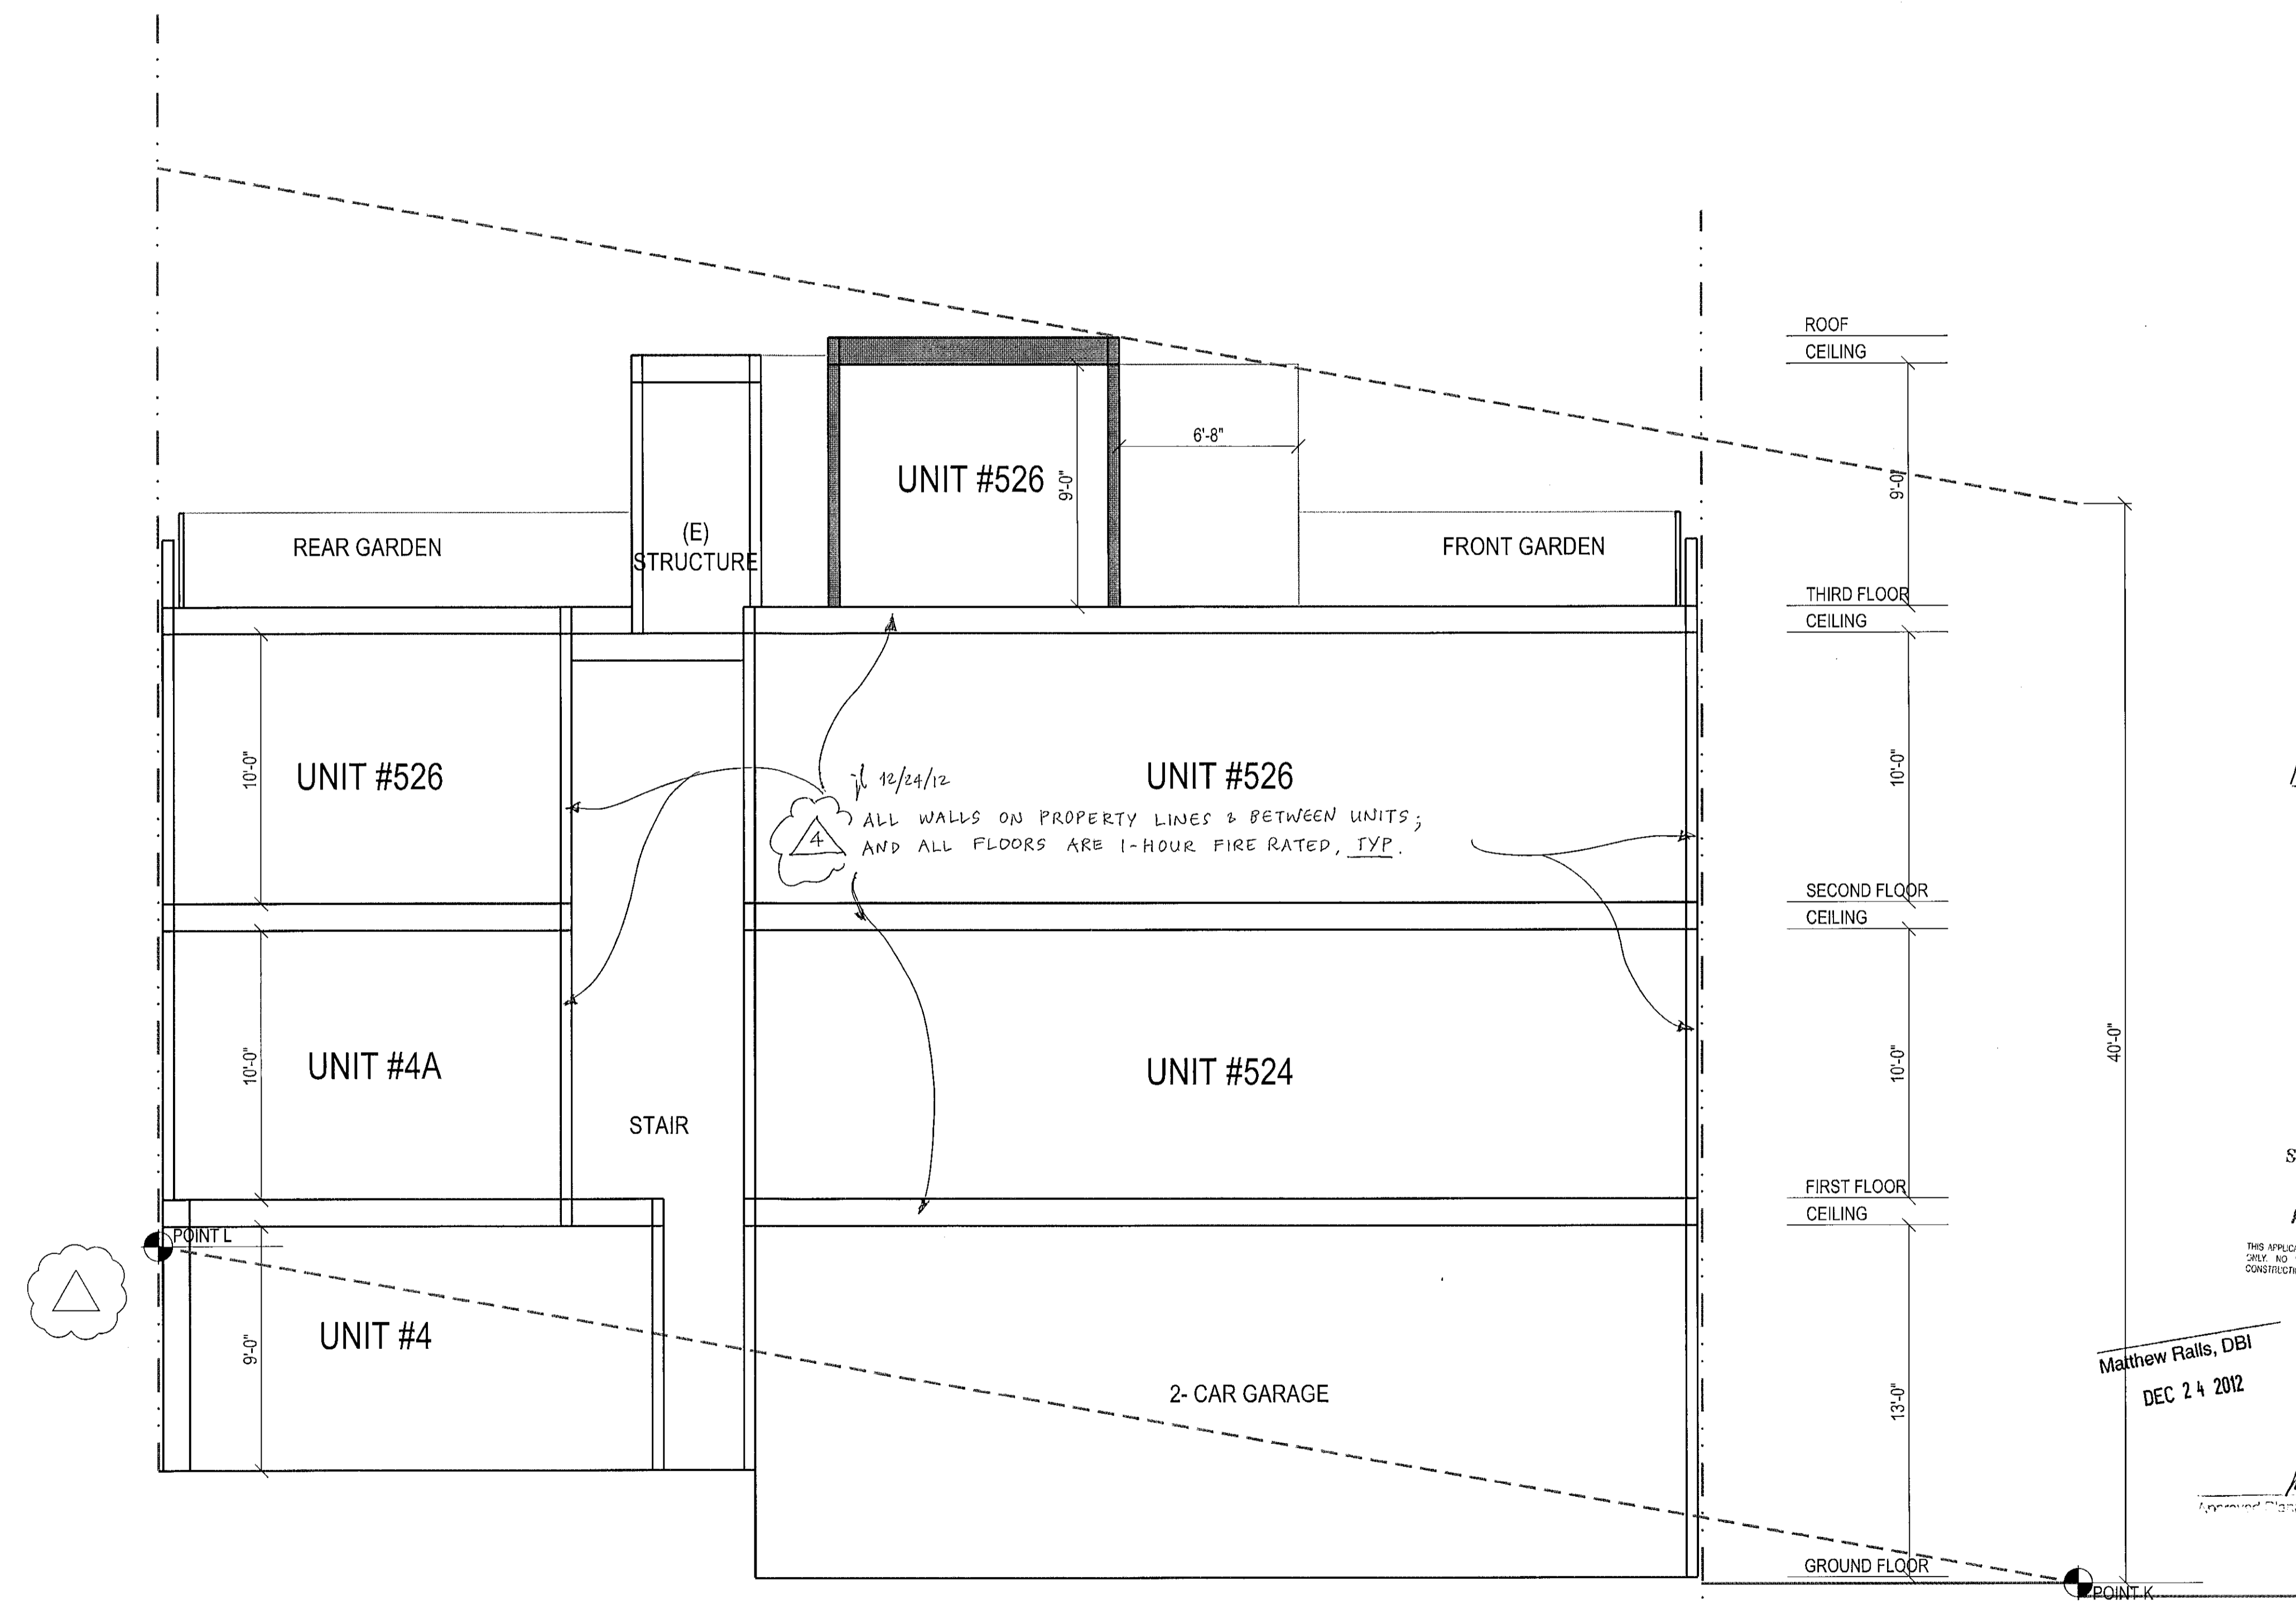 ROOF
CEILING
6'-8"
UNIT #526
9'-0"
9'-0"
(E)
STRUCTURE
REAR GARDEN
FRONT GARDEN
THIRD FLOOR
CEILING
10'-0"
UNIT #526
UNIT #526
10'-0"
12/24/12
4
ALL WALLS ON PROPERTY LINES & BETWEEN UNITS;
AND ALL FLOORS ARE 1-HOUR FIRE RATED, TYP.
SECOND FLOOR
CEILING
10'-0"
UNIT #4A
UNIT #524
10'-0"
40'-0"
STAIR
FIRST FLOOR
CEILING
POINT L
THIS
ONLY. NO
9'-0"
UNIT #4
2- CAR GARAGE
13'-0"
Matthew Ralls, DBI
DEC 24 2012
Approved
GROUND FLOOR
POINT K